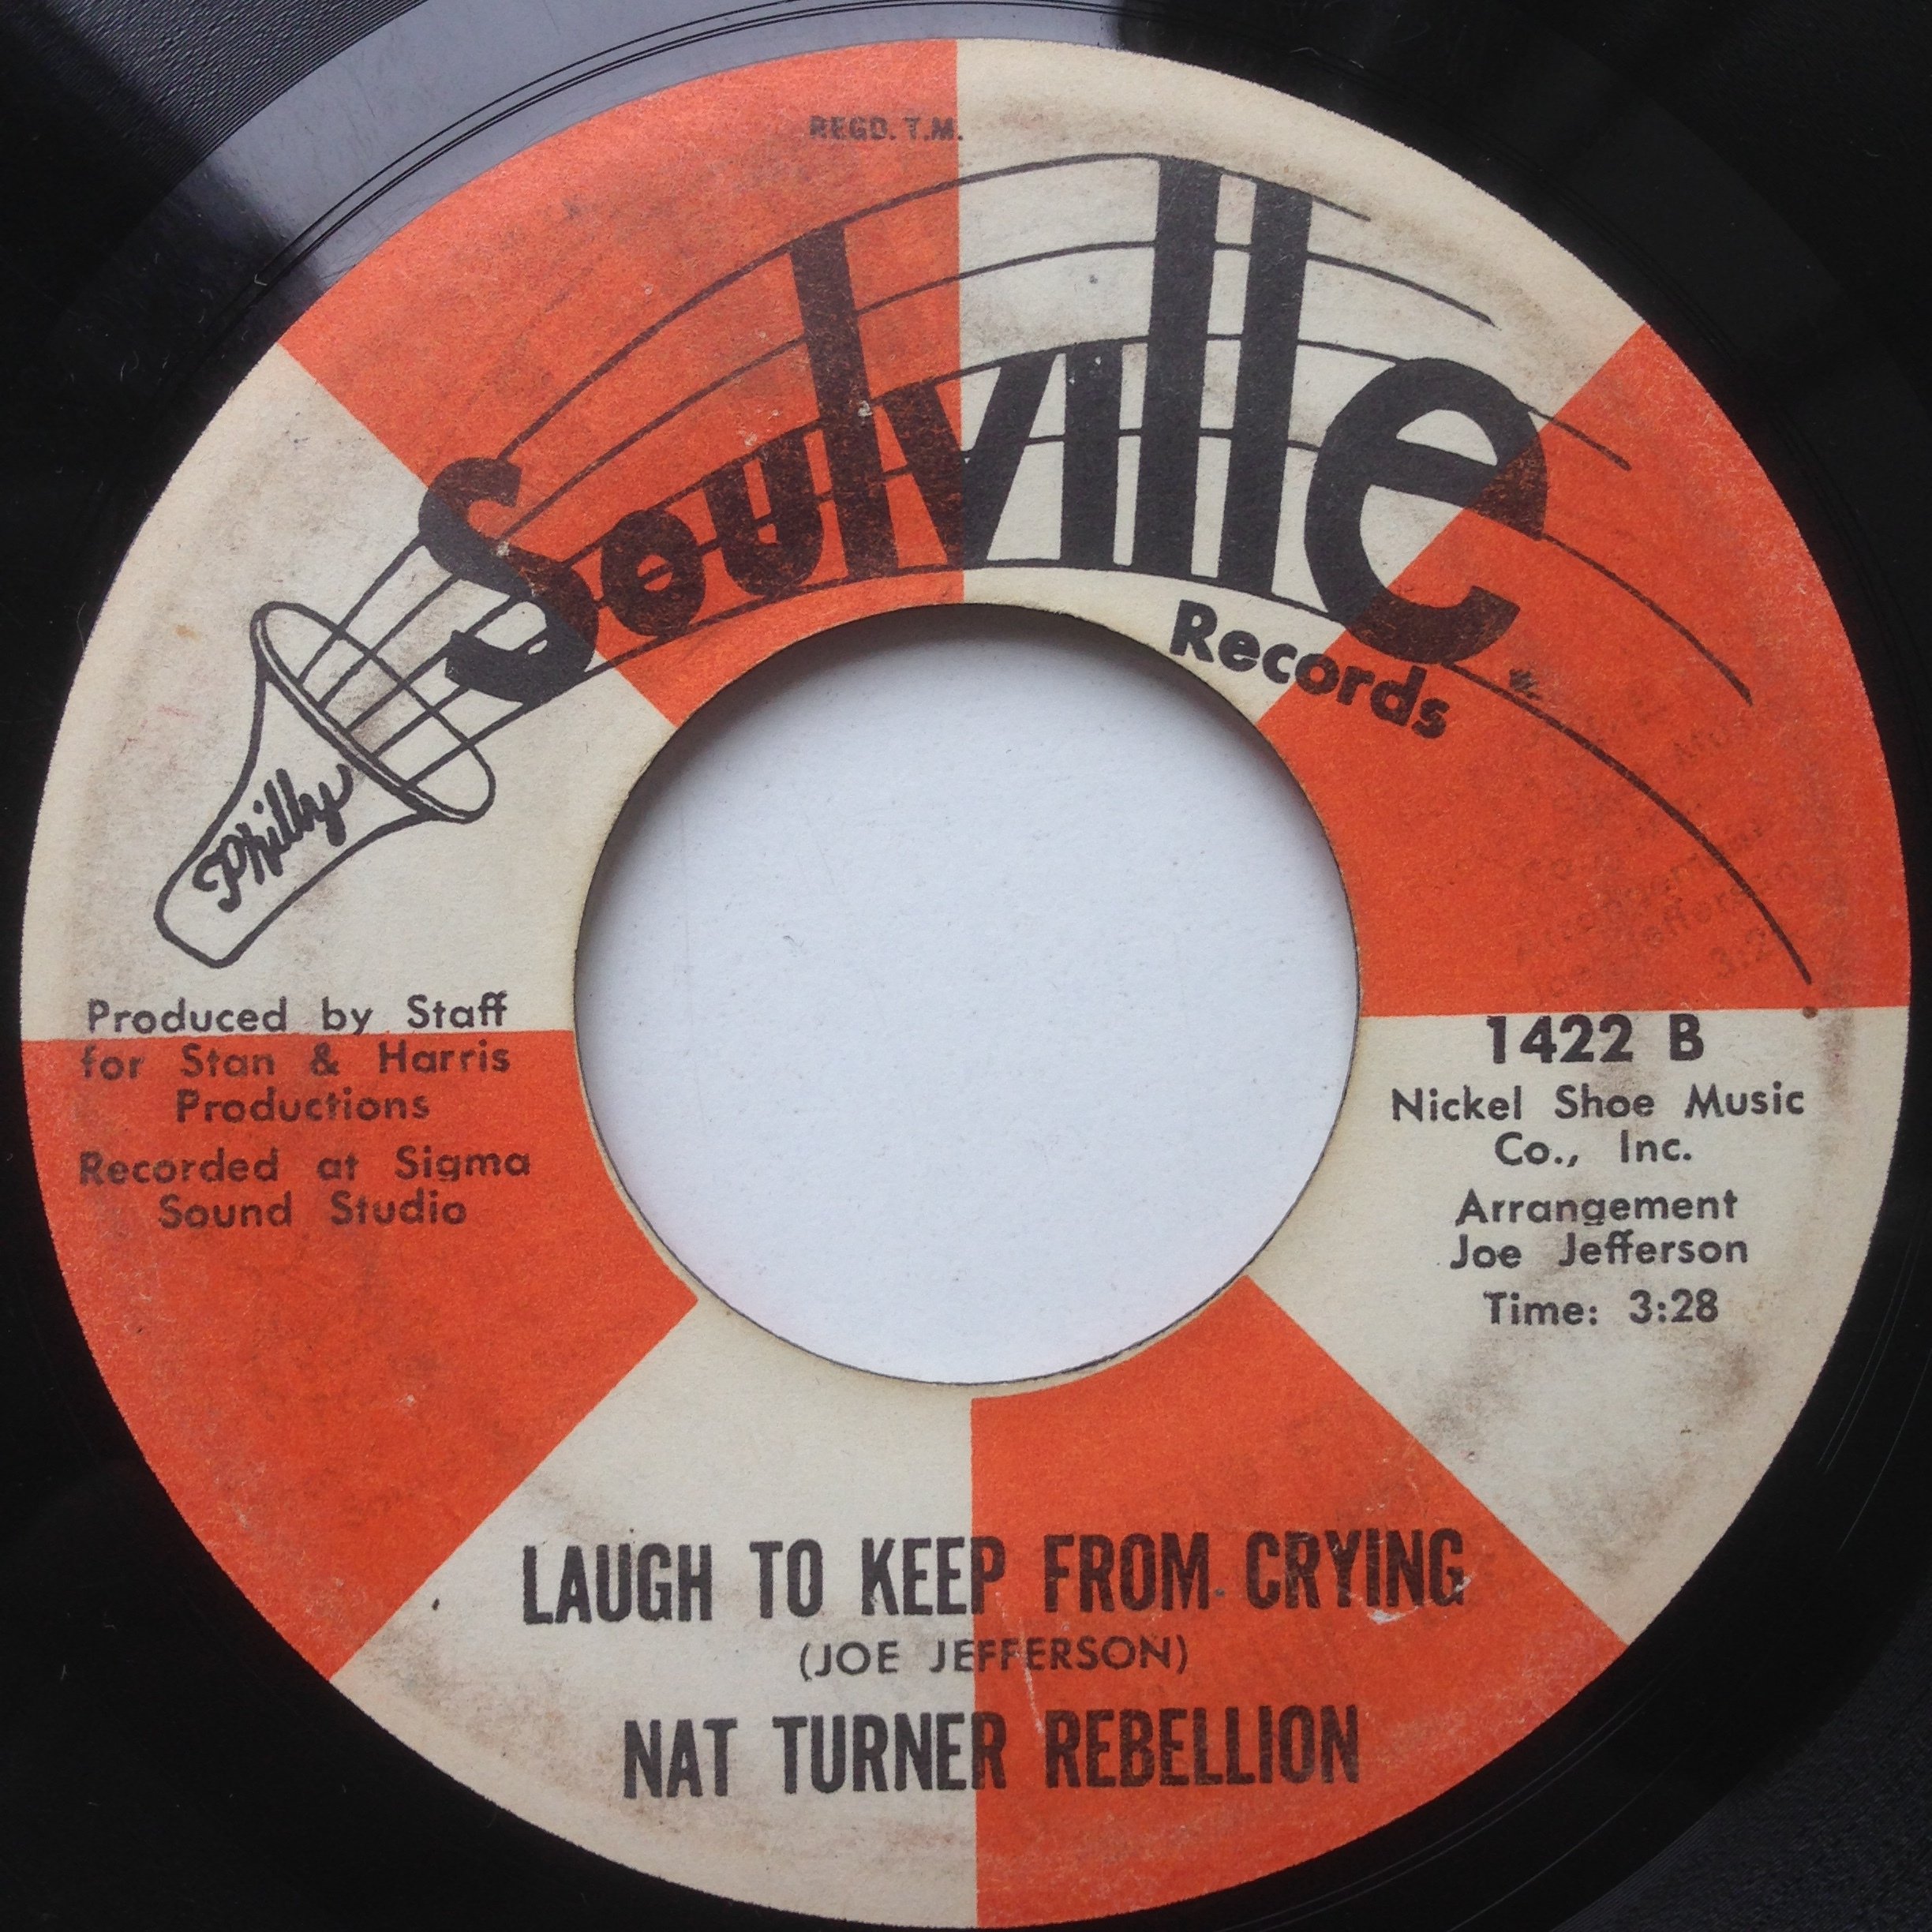 REGD. T.M.
Soulville
Records
Philly
Produced by Staff
for Stan & Harris
Productions
Recorded at Sigma
Sound Studio
1422 B
Nickel Shoe Music
Co., Inc.
Arrangement
Joe Jefferson
Time: 3:28
LAUGH TO KEEP FROM CRYING
(JOE JEFFERSON)
NAT TURNER REBELLION